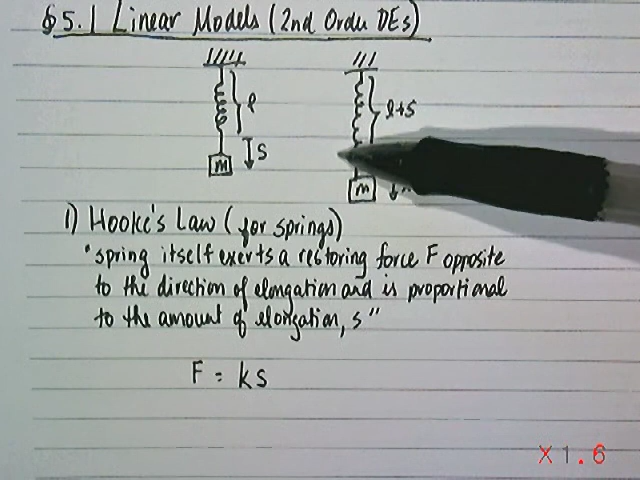 §5.1 Linear Models (2nd Order DEs)
l
l+s
s
m
m
1) Hooke's Law (for springs)
"spring itself exerts a restoring force F opposite
to the direction of elongation and is proportional
to the amount of elongation, s"
F = ks
X1.6